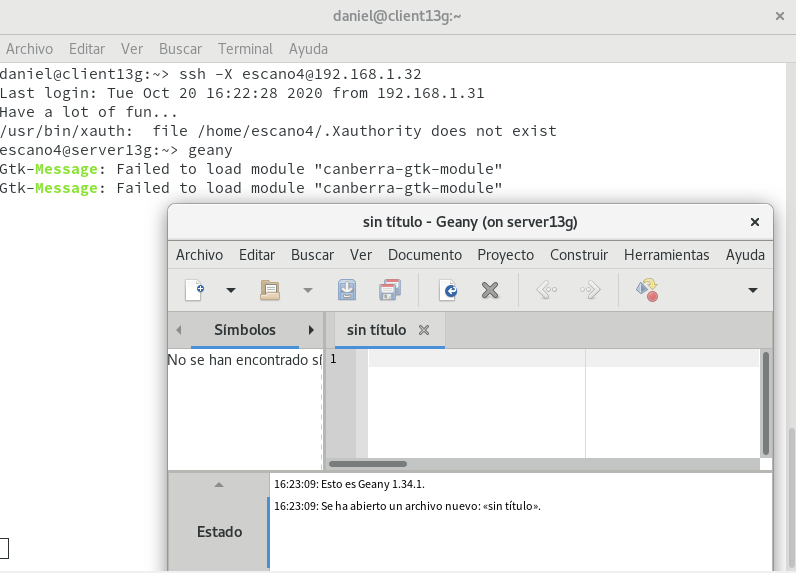 daniel@client13g:~
Archivo Editar Ver Buscar Terminal Ayuda
daniel@client13g:~> ssh -X escano4@192.168.1.32
Last login: Tue Oct 20 16:22:28 2020 from 192.168.1.31
Have a lot of fun...
/usr/bin/xauth:  file /home/escano4/.Xauthority does not exist
escano4@server13g:~> geany
Gtk-Message: Failed to load module "canberra-gtk-module"
Gtk-Message: Failed to load module "canberra-gtk-module"
sin título - Geany (on server13g)
Archivo Editar Buscar Ver Documento Proyecto Construir Herramientas Ayuda
Símbolos
sin título
No se han encontrado sí
1
16:23:09: Esto es Geany 1.34.1.
16:23:09: Se ha abierto un archivo nuevo: «sin título».
Estado